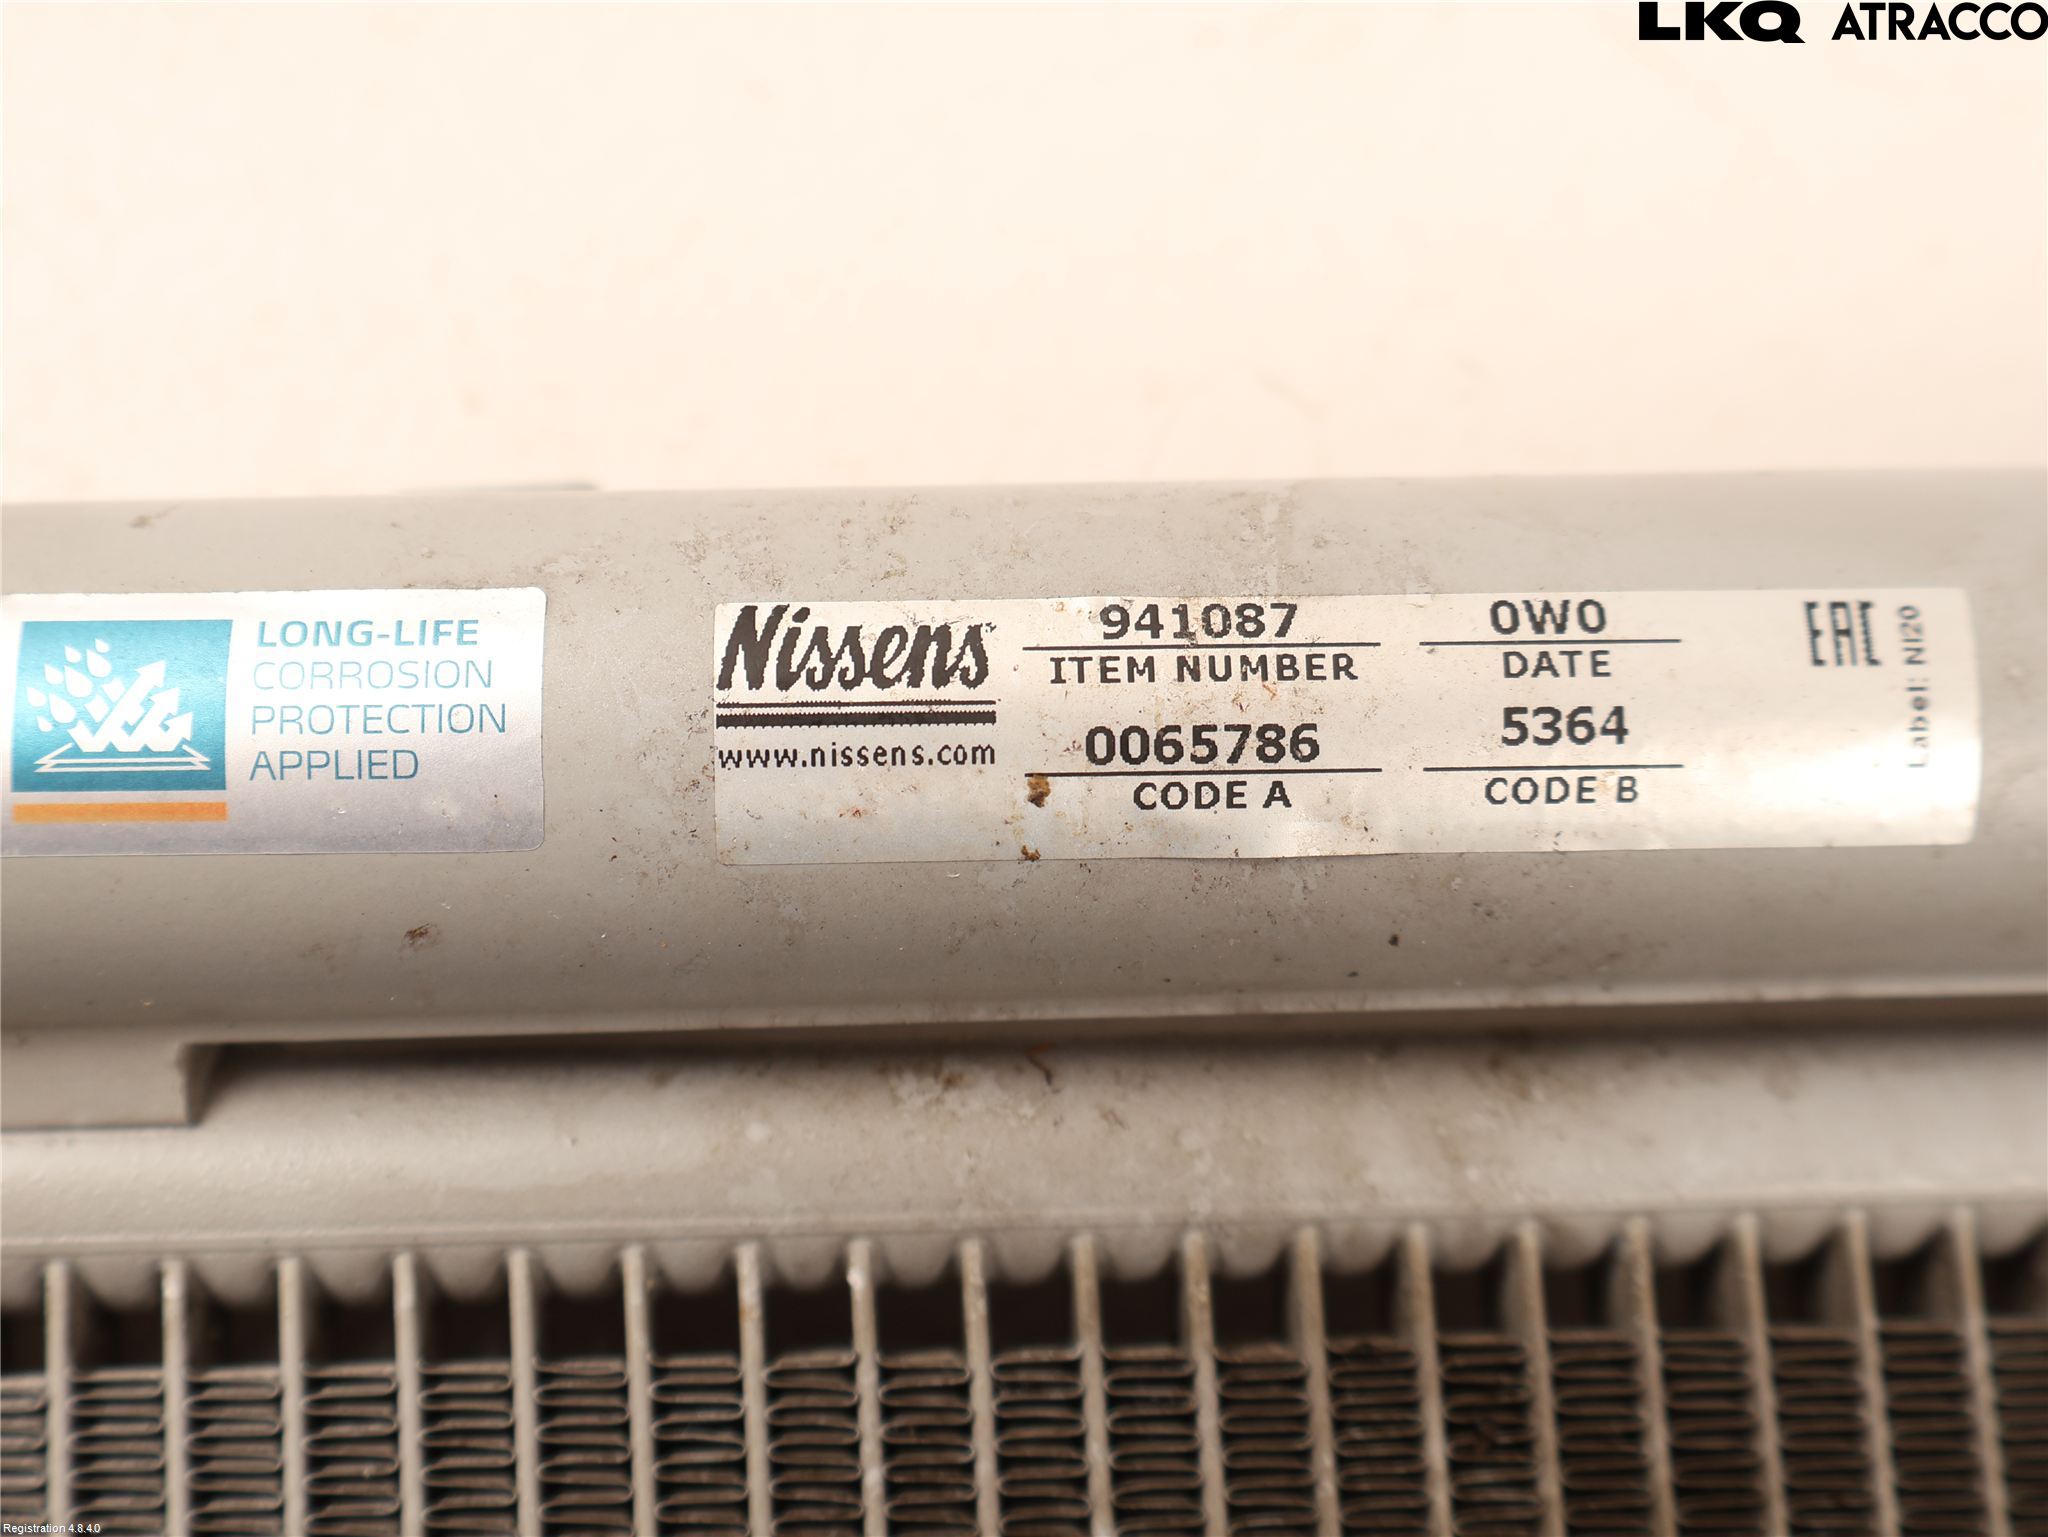 LKQ ATRACCO
LONG-LIFE
CORROSION
PROTECTION
APPLIED
Nissens
www.nissens.com
941087
ITEM NUMBER
0065786
CODE A
0W0
DATE
5364
CODE B
EAC
Label: NI20
Registration 4.8.4.0